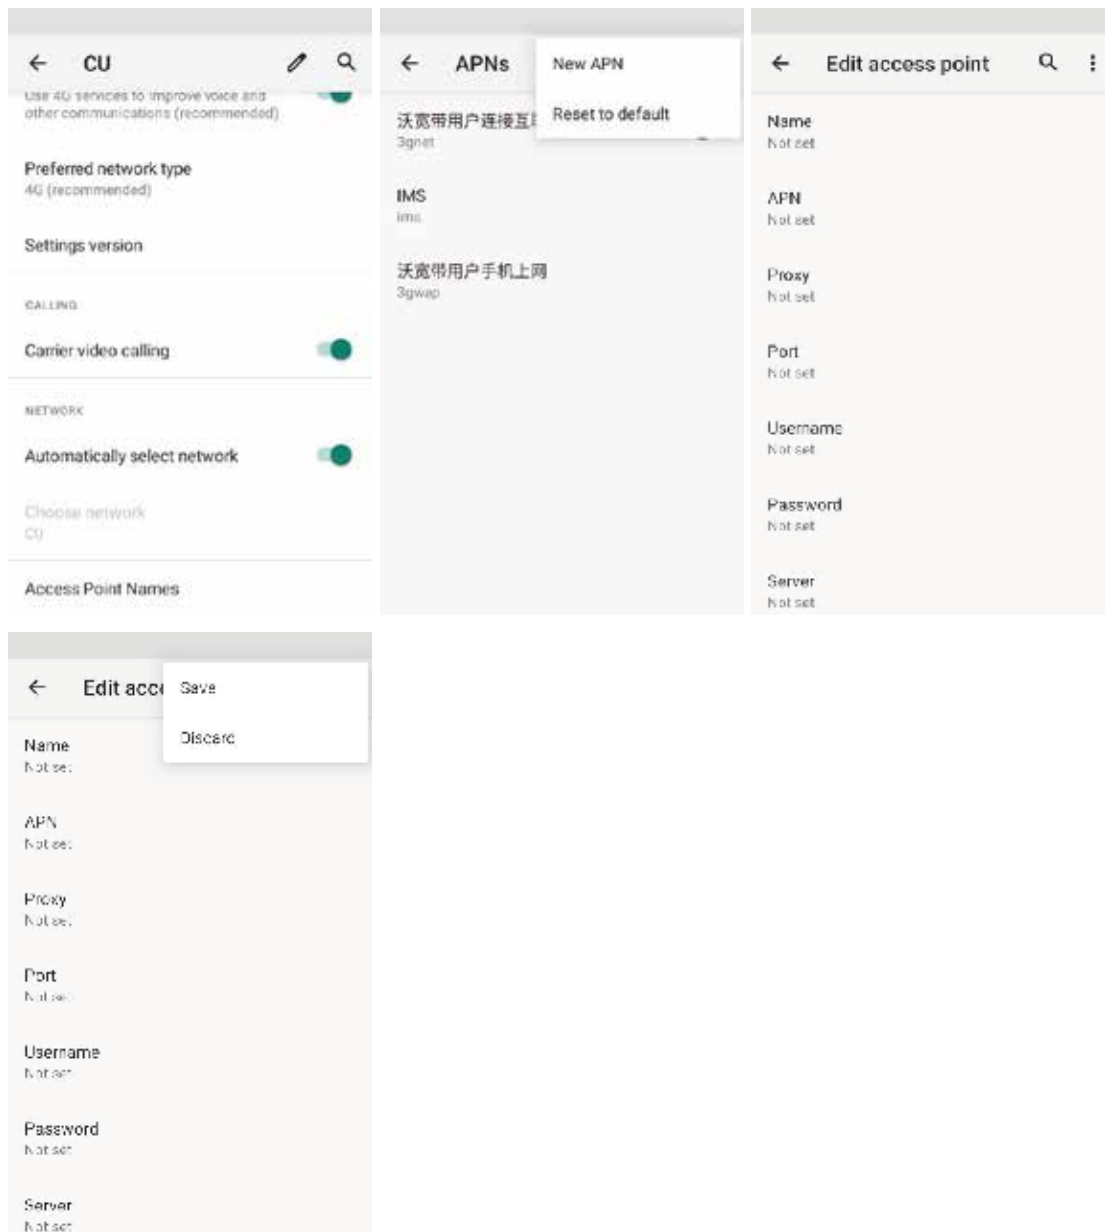 CU
Use 4G services to improve voice and
other communications (recommended)
Preferred network type
4G (recommended)
Settings version
CALLING
Carrier video calling
NETWORK
Automatically select network
Choose network
CU
Access Point Names
APNs
New APN
Reset to default
沃宽带用户连接互
3gnet
IMS
ims
沃宽带用户手机上网
3gwap
Edit access point
Name
Not set
APN
Not set
Proxy
Not set
Port
Not set
Username
Not set
Password
Not set
Server
Not set
Edit acce
Save
Discard
Name
Not set
APN
Not set
Proxy
Not set
Port
Not set
Username
Not set
Password
Not set
Server
Not set